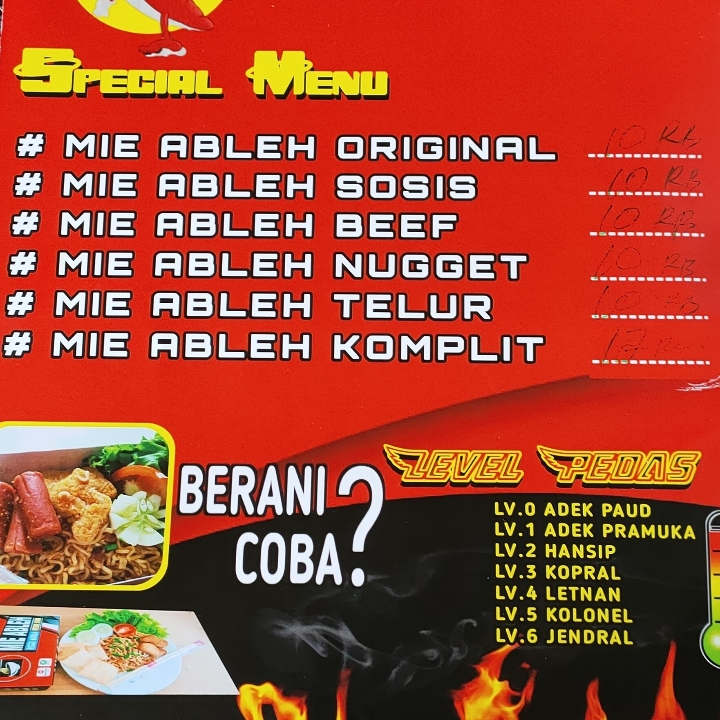 SPECIAL MENU
# MIE ABLEH ORIGINAL 10 RB
# MIE ABLEH SOSIS 10 RB
# MIE ABLEH BEEF 10 RB
# MIE ABLEH NUGGET 10 RB
# MIE ABLEH TELUR 10 RB
# MIE ABLEH KOMPLIT
BERANI
COBA?
LEVEL PEDAS
LV.0 ADEK PAUD
LV.1 ADEK PRAMUKA
LV.2 HANSIP
LV.3 KOPRAL
LV.4 LETNAN
LV.5 KOLONEL
LV.6 JENDRAL
MIE ABLEH